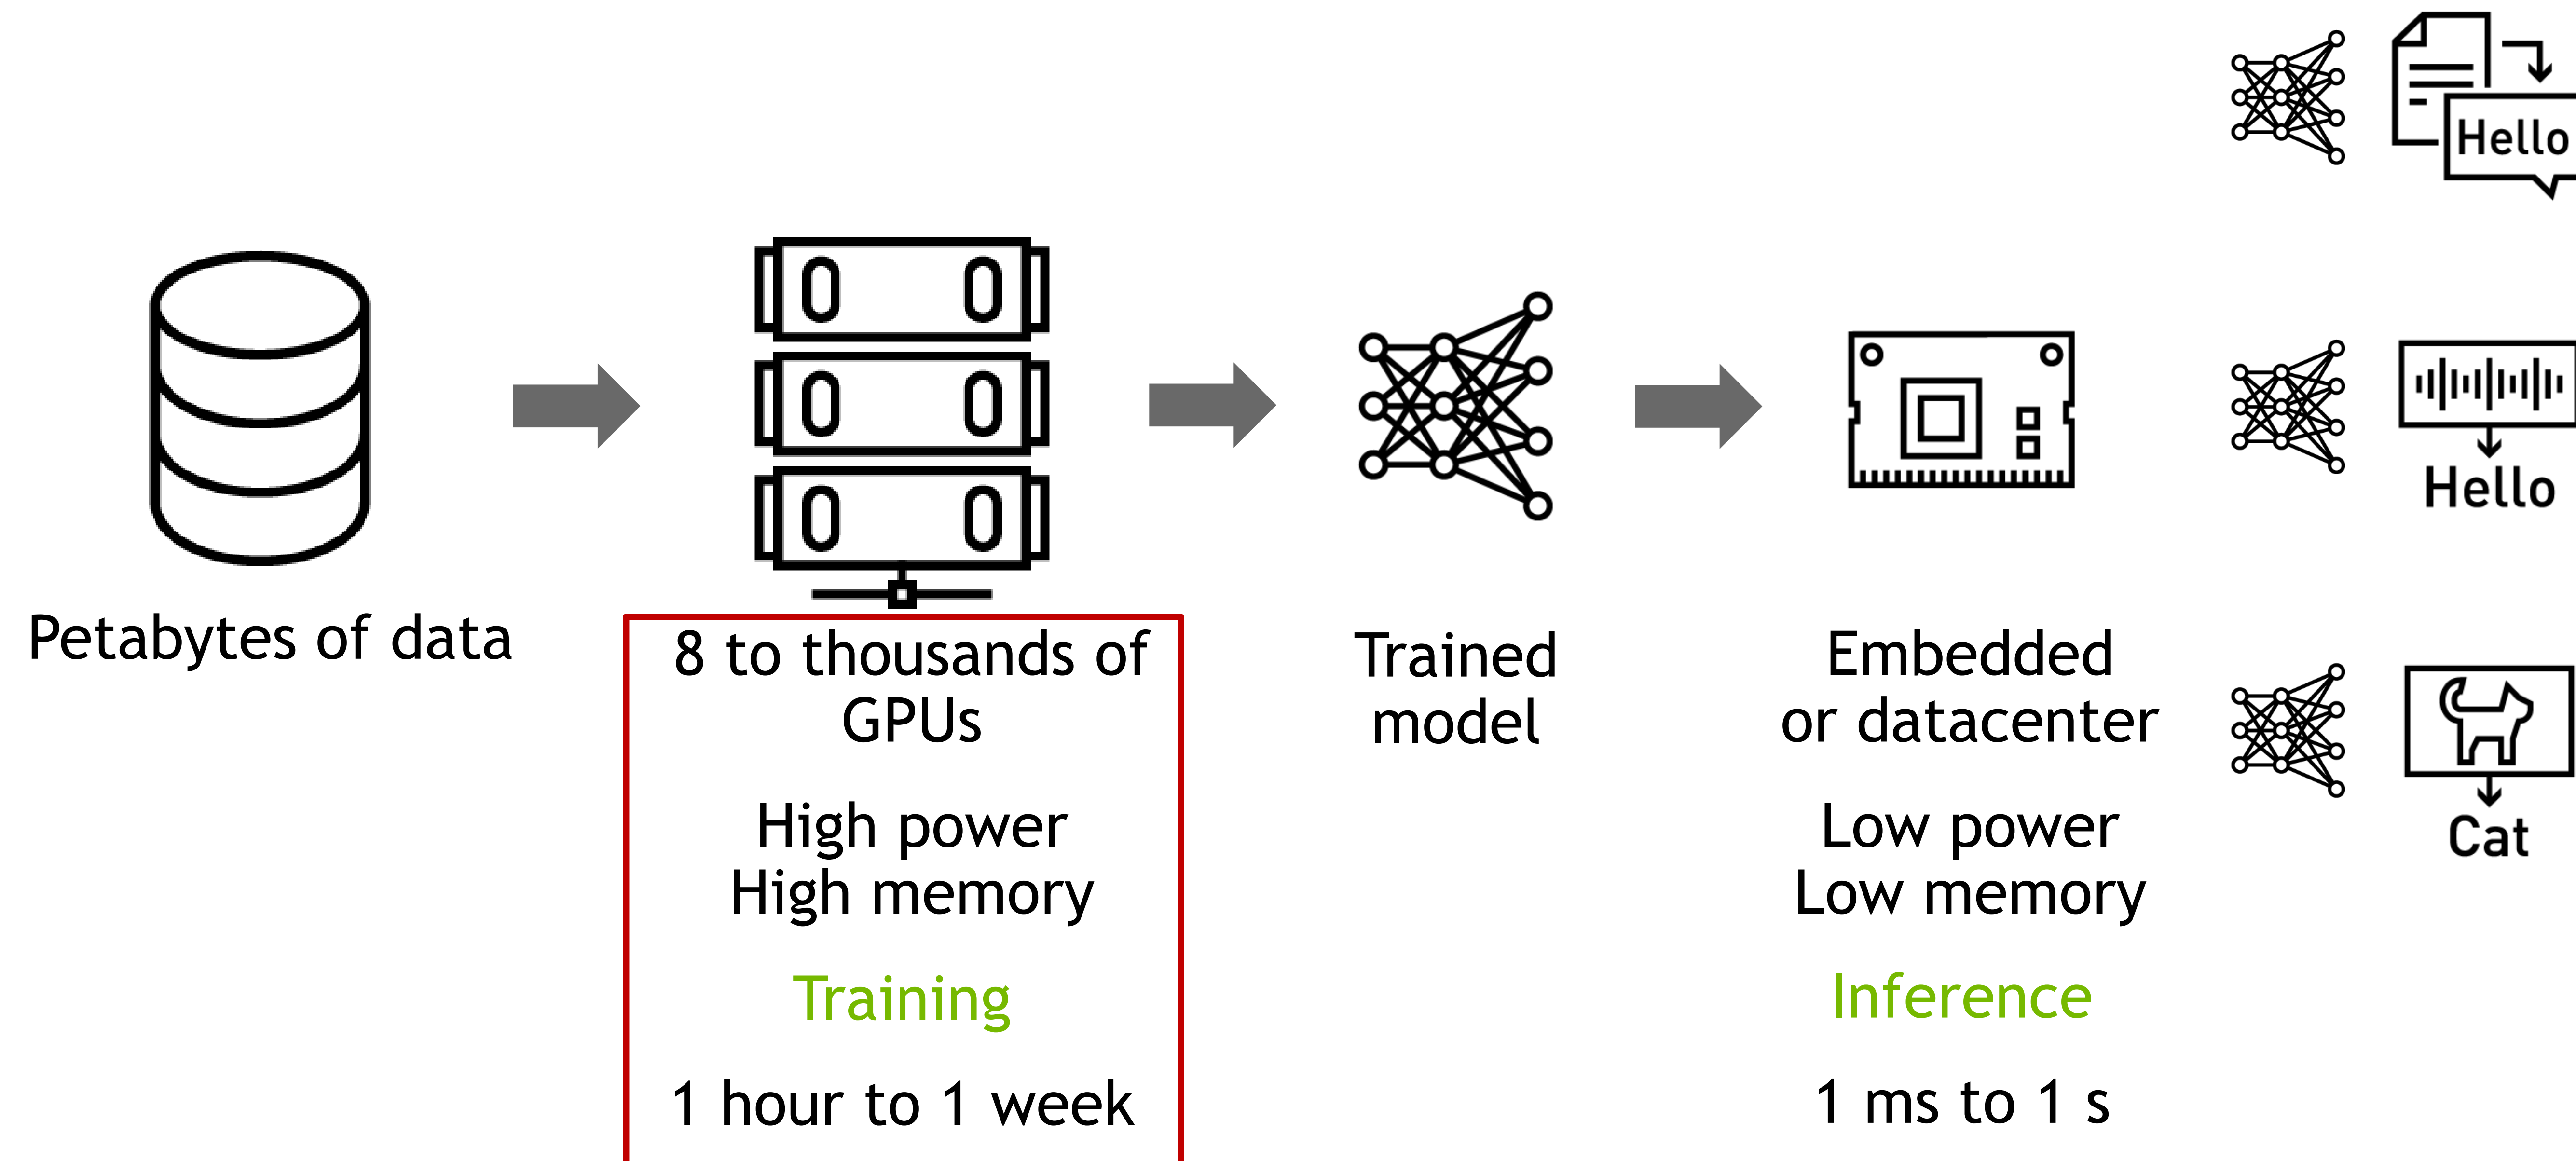 Petabytes of data
8 to thousands of
GPUs
High power
High memory
Training
1 hour to 1 week
Trained
model
Embedded
or datacenter
Low power
Low memory
Inference
1 ms to 1 s
Hello
Hello
Cat